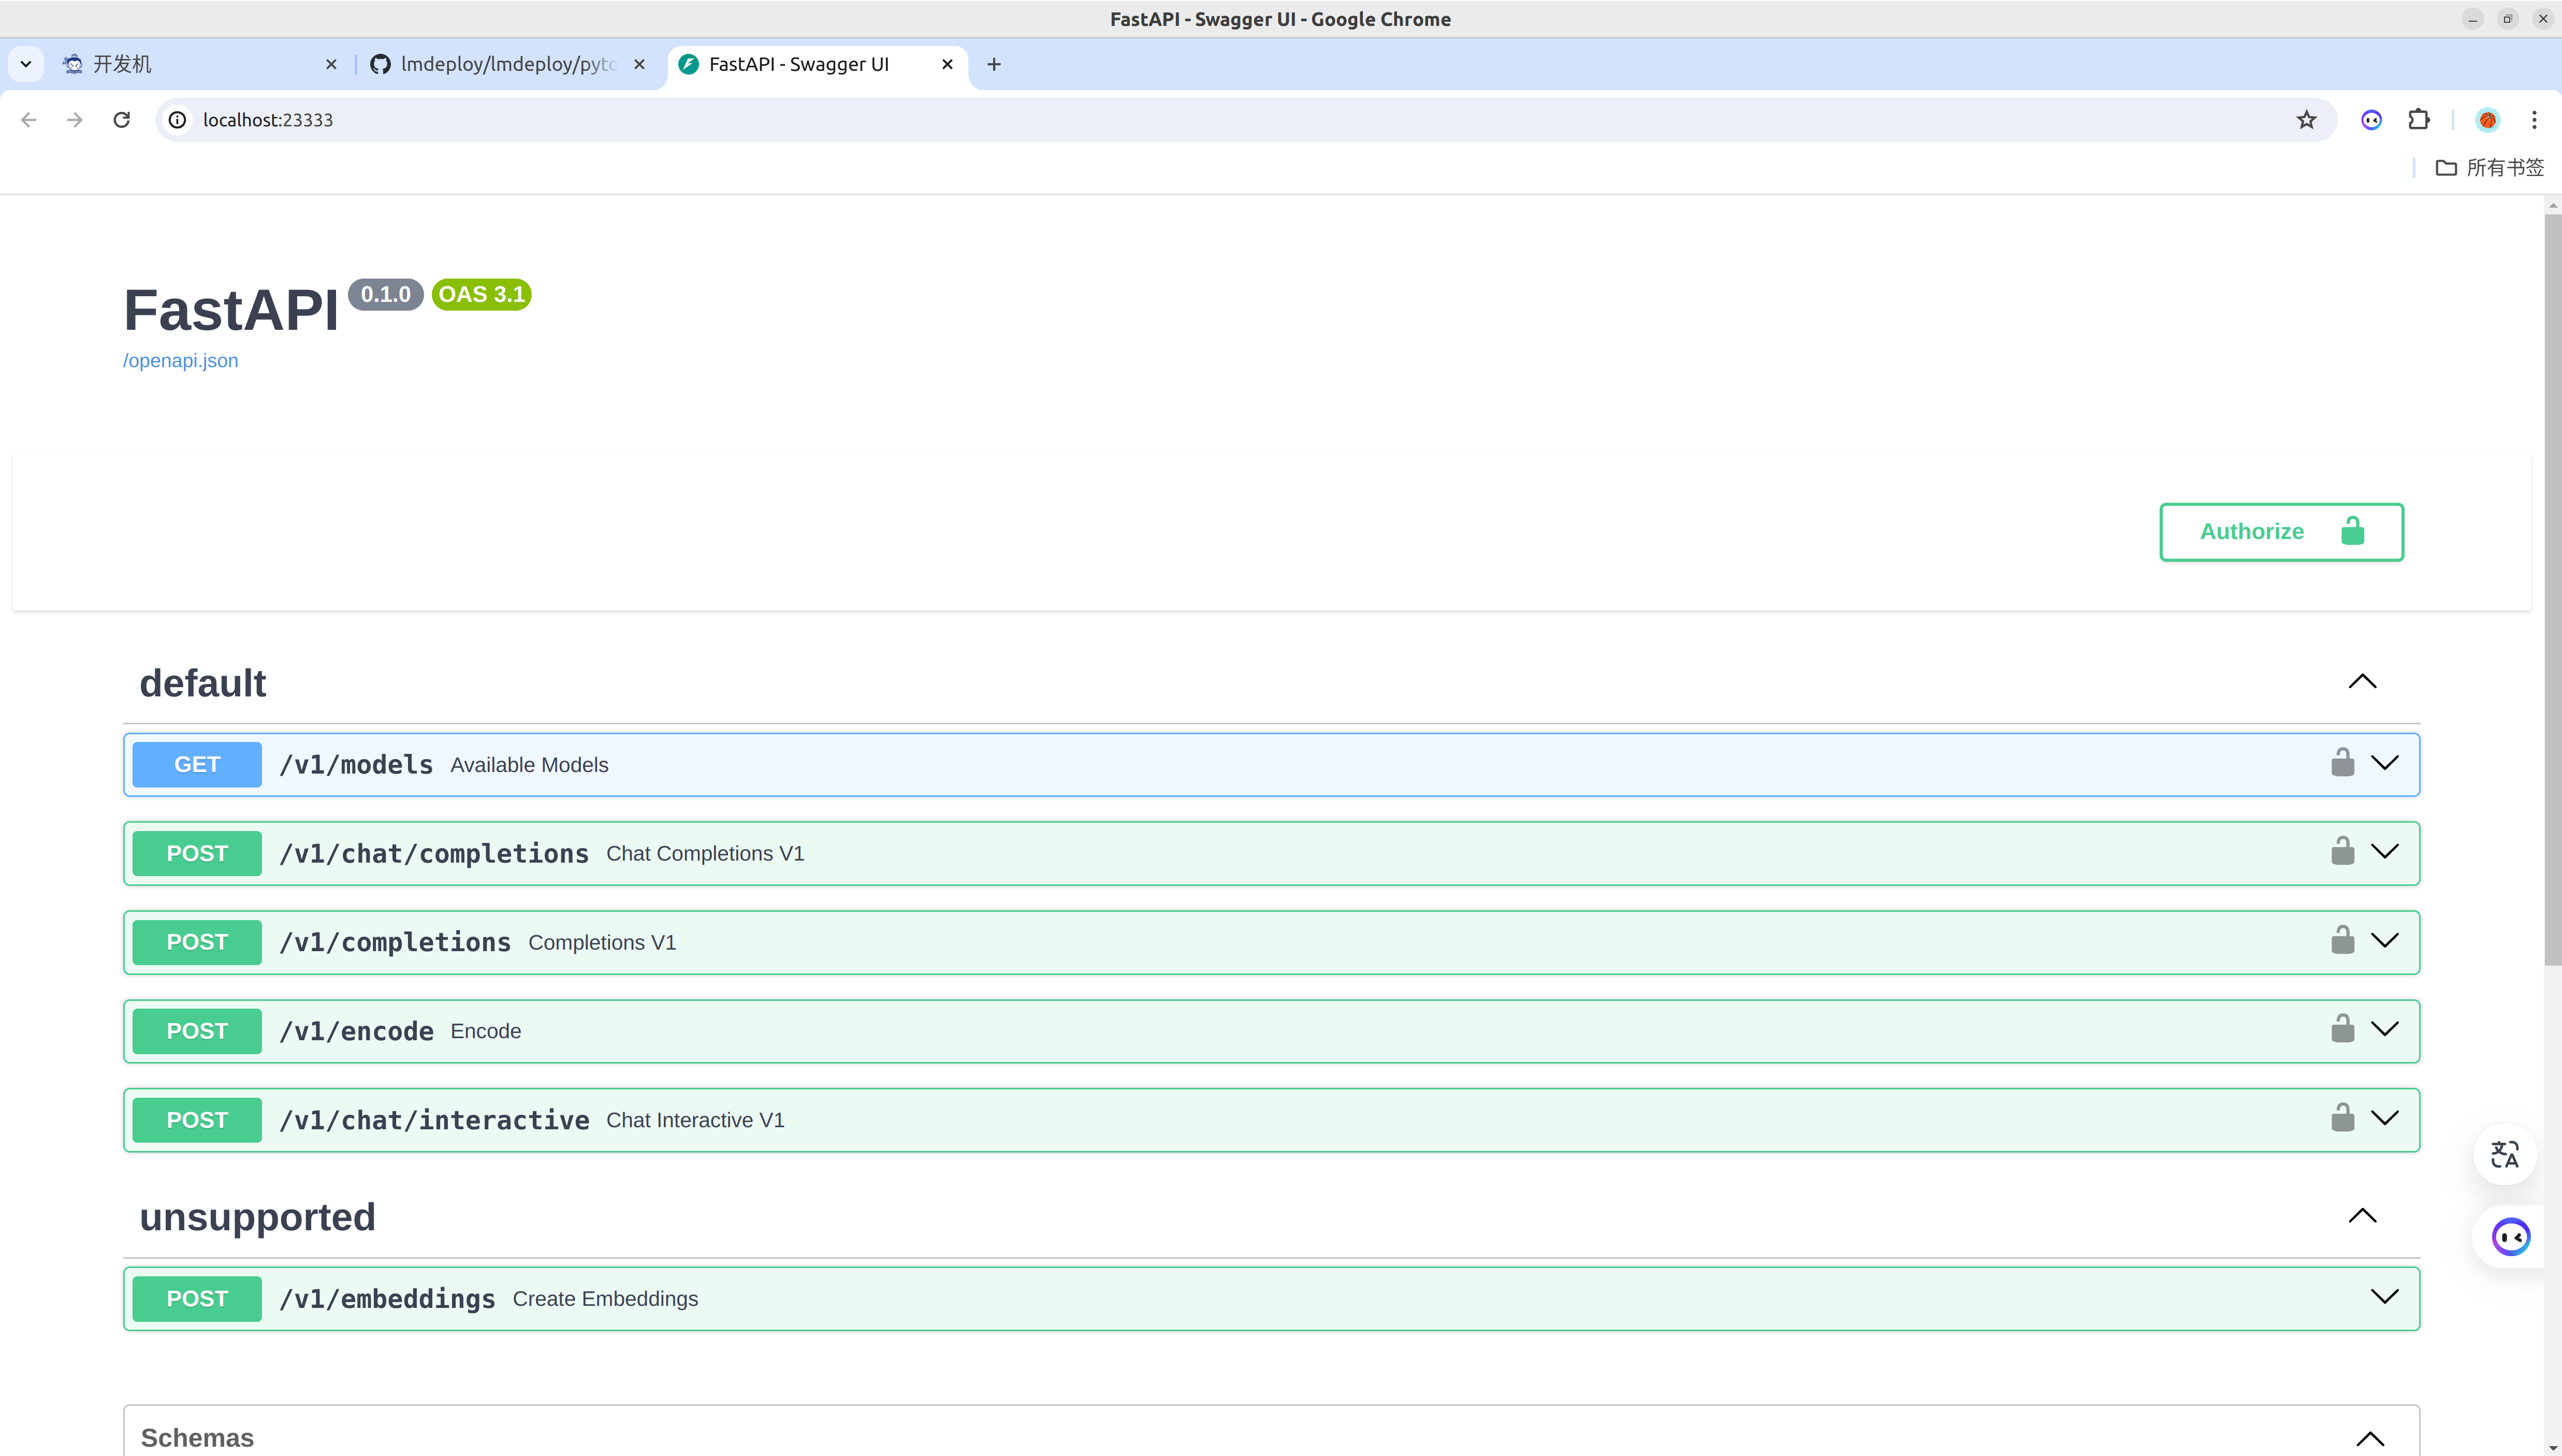 FastAPI - Swagger UI - Google Chrome
开发机
lmdeploy/lmdeploy/pyto
FastAPI - Swagger UI
localhost:23333
所有书签
FastAPI 0.1.0 OAS 3.1
/openapi.json
Authorize
default
GET /v1/models Available Models
POST /v1/chat/completions Chat Completions V1
POST /v1/completions Completions V1
POST /v1/encode Encode
POST /v1/chat/interactive Chat Interactive V1
unsupported
POST /v1/embeddings Create Embeddings
Schemas